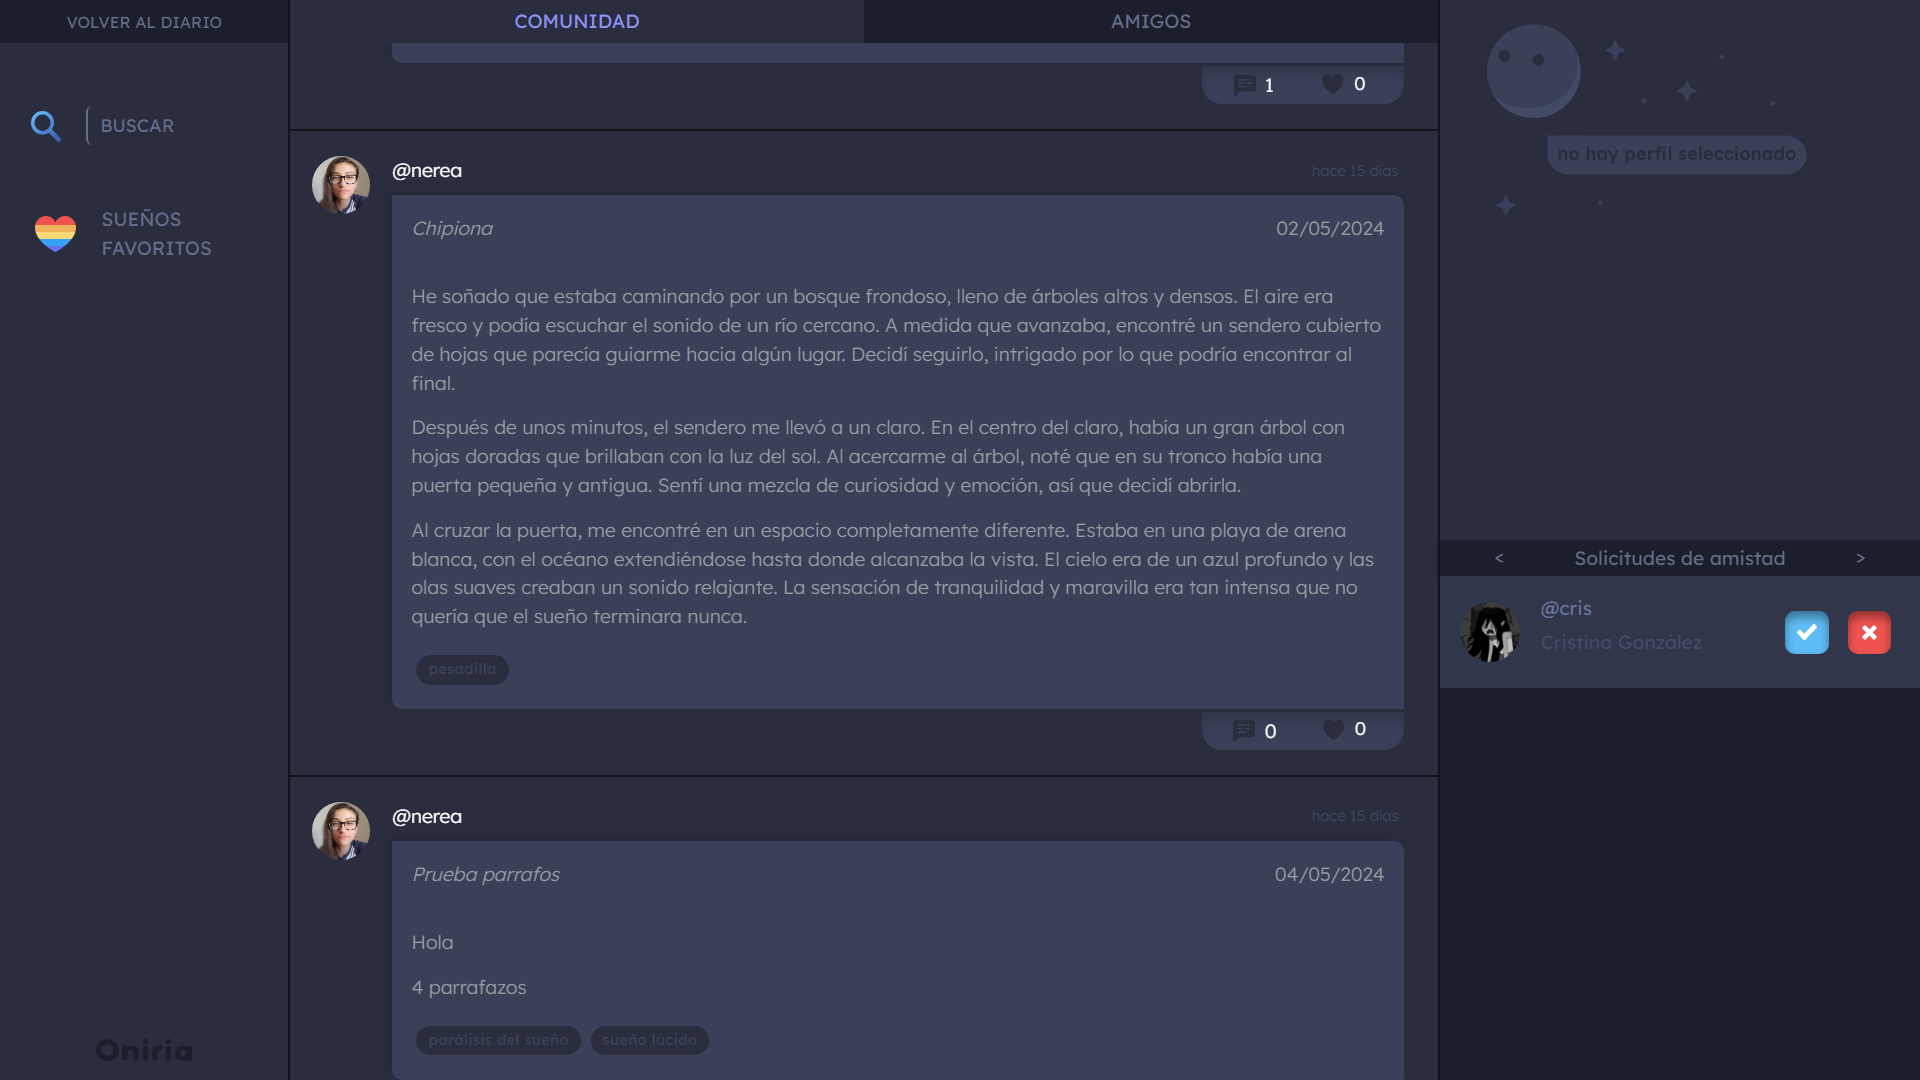 VOLVER AL DIARIO
BUSCAR
SUEÑOS
FAVORITOS
Oniria
COMUNIDAD
AMIGOS
1
0
@nerea
hace 15 días
Chipiona
02/05/2024
He soñado que estaba caminando por un bosque frondoso, lleno de árboles altos y densos. El aire era
fresco y podía escuchar el sonido de un río cercano. A medida que avanzaba, encontré un sendero cubierto
de hojas que parecía guiarme hacia algún lugar. Decidí seguirlo, intrigado por lo que podría encontrar al
final.
Después de unos minutos, el sendero me llevó a un claro. En el centro del claro, había un gran árbol con
hojas doradas que brillaban con la luz del sol. Al acercarme al árbol, noté que en su tronco había una
puerta pequeña y antigua. Sentí una mezcla de curiosidad y emoción, así que decidí abrirla.
Al cruzar la puerta, me encontré en un espacio completamente diferente. Estaba en una playa de arena
blanca, con el océano extendiéndose hasta donde alcanzaba la vista. El cielo era de un azul profundo y las
olas suaves creaban un sonido relajante. La sensación de tranquilidad y maravilla era tan intensa que no
quería que el sueño terminara nunca.
pesadilla
0
0
@nerea
hace 15 días
Prueba parrafos
04/05/2024
Hola
4 parrafazos
parálisis del sueño
sueño lúcido
no hay perfil seleccionado
< Solicitudes de amistad >
@cris
Cristina González